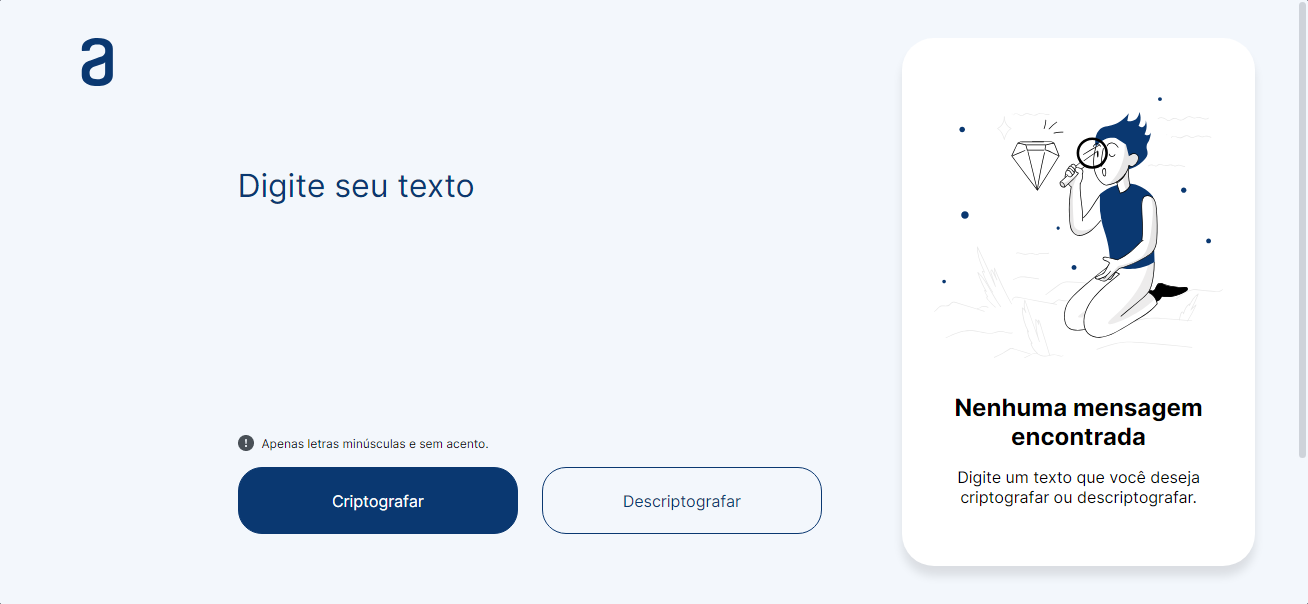 a
Digite seu texto
Apenas letras minúsculas e sem acento.
Criptografar
Descriptografar
Nenhuma mensagem
encontrada
Digite um texto que você deseja
criptografar ou descriptografar.